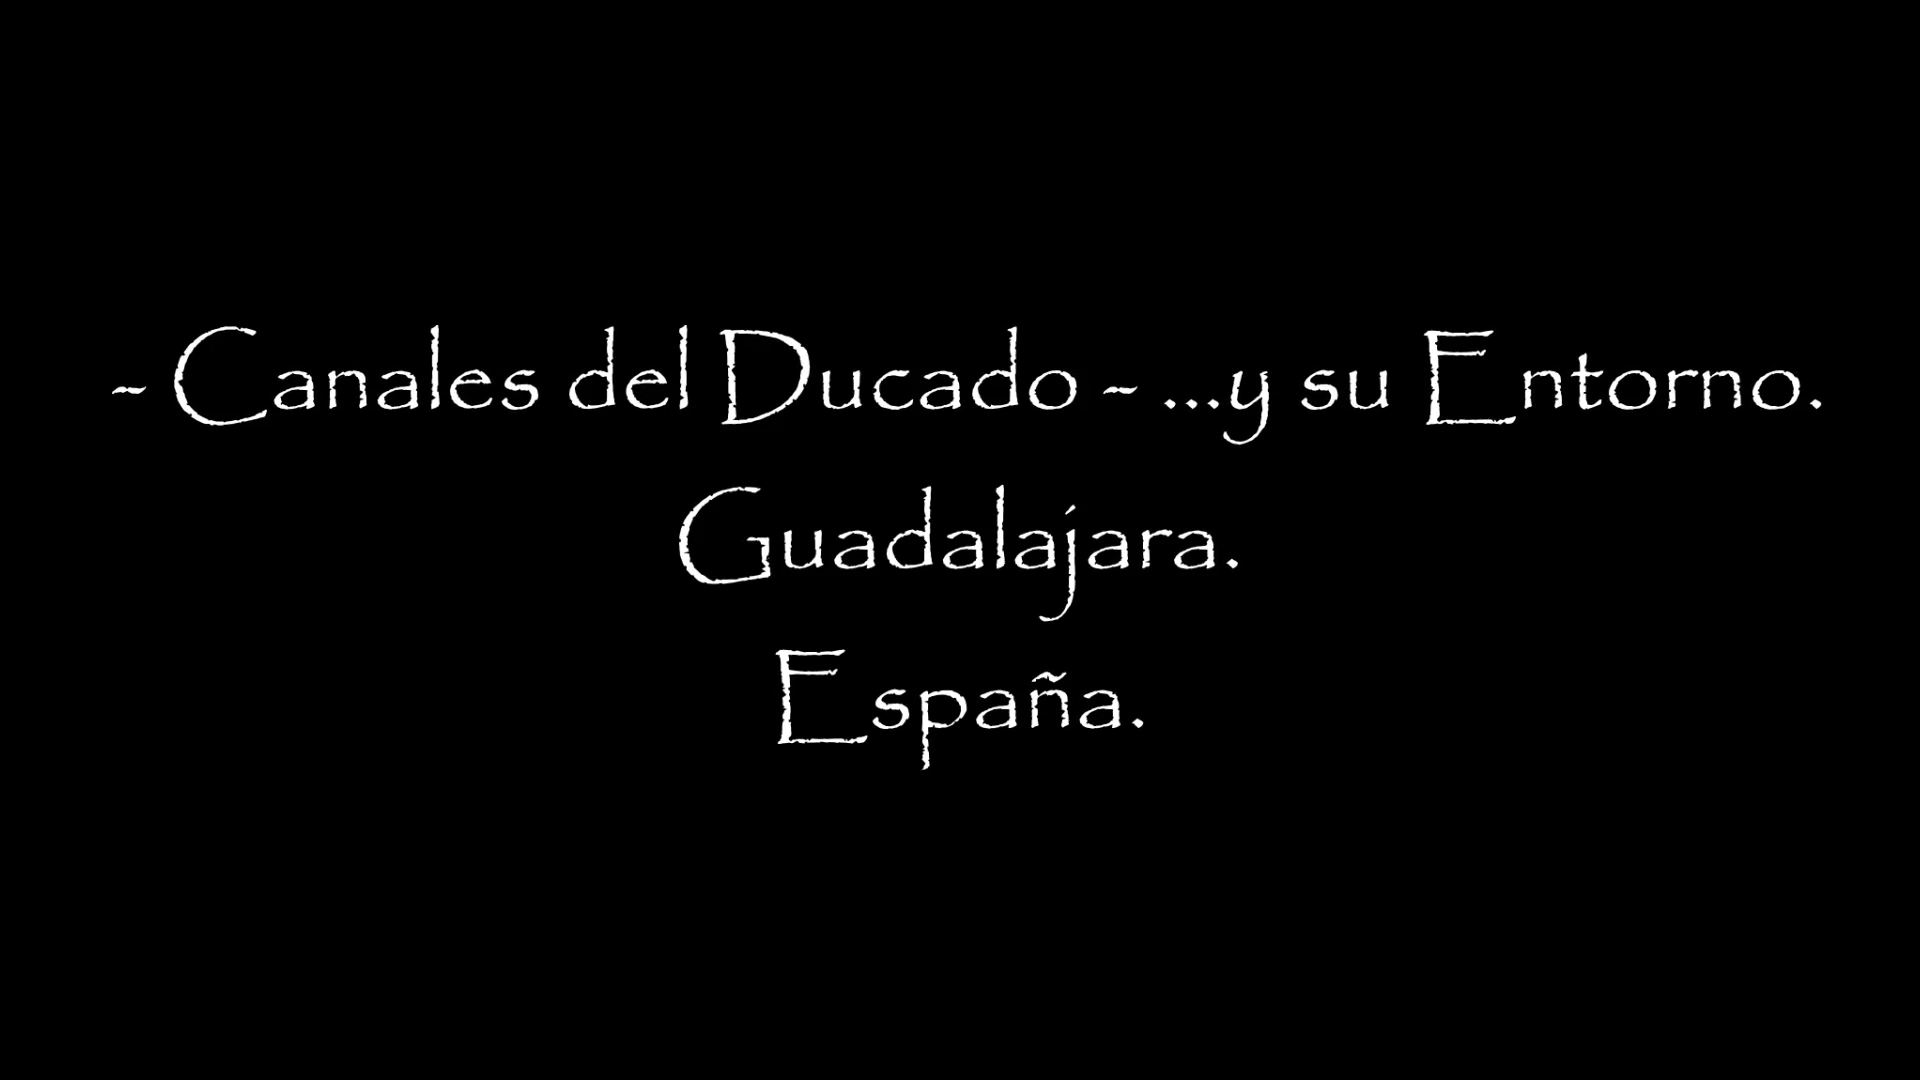 - Canales del Ducado - ...y su Entorno.
Guadalajara.
España.